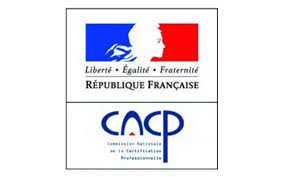 Liberté • Égalité • Fraternité
RÉPUBLIQUE FRANÇAISE
CNCP
Commission Nationale
de la Certification
Professionnelle